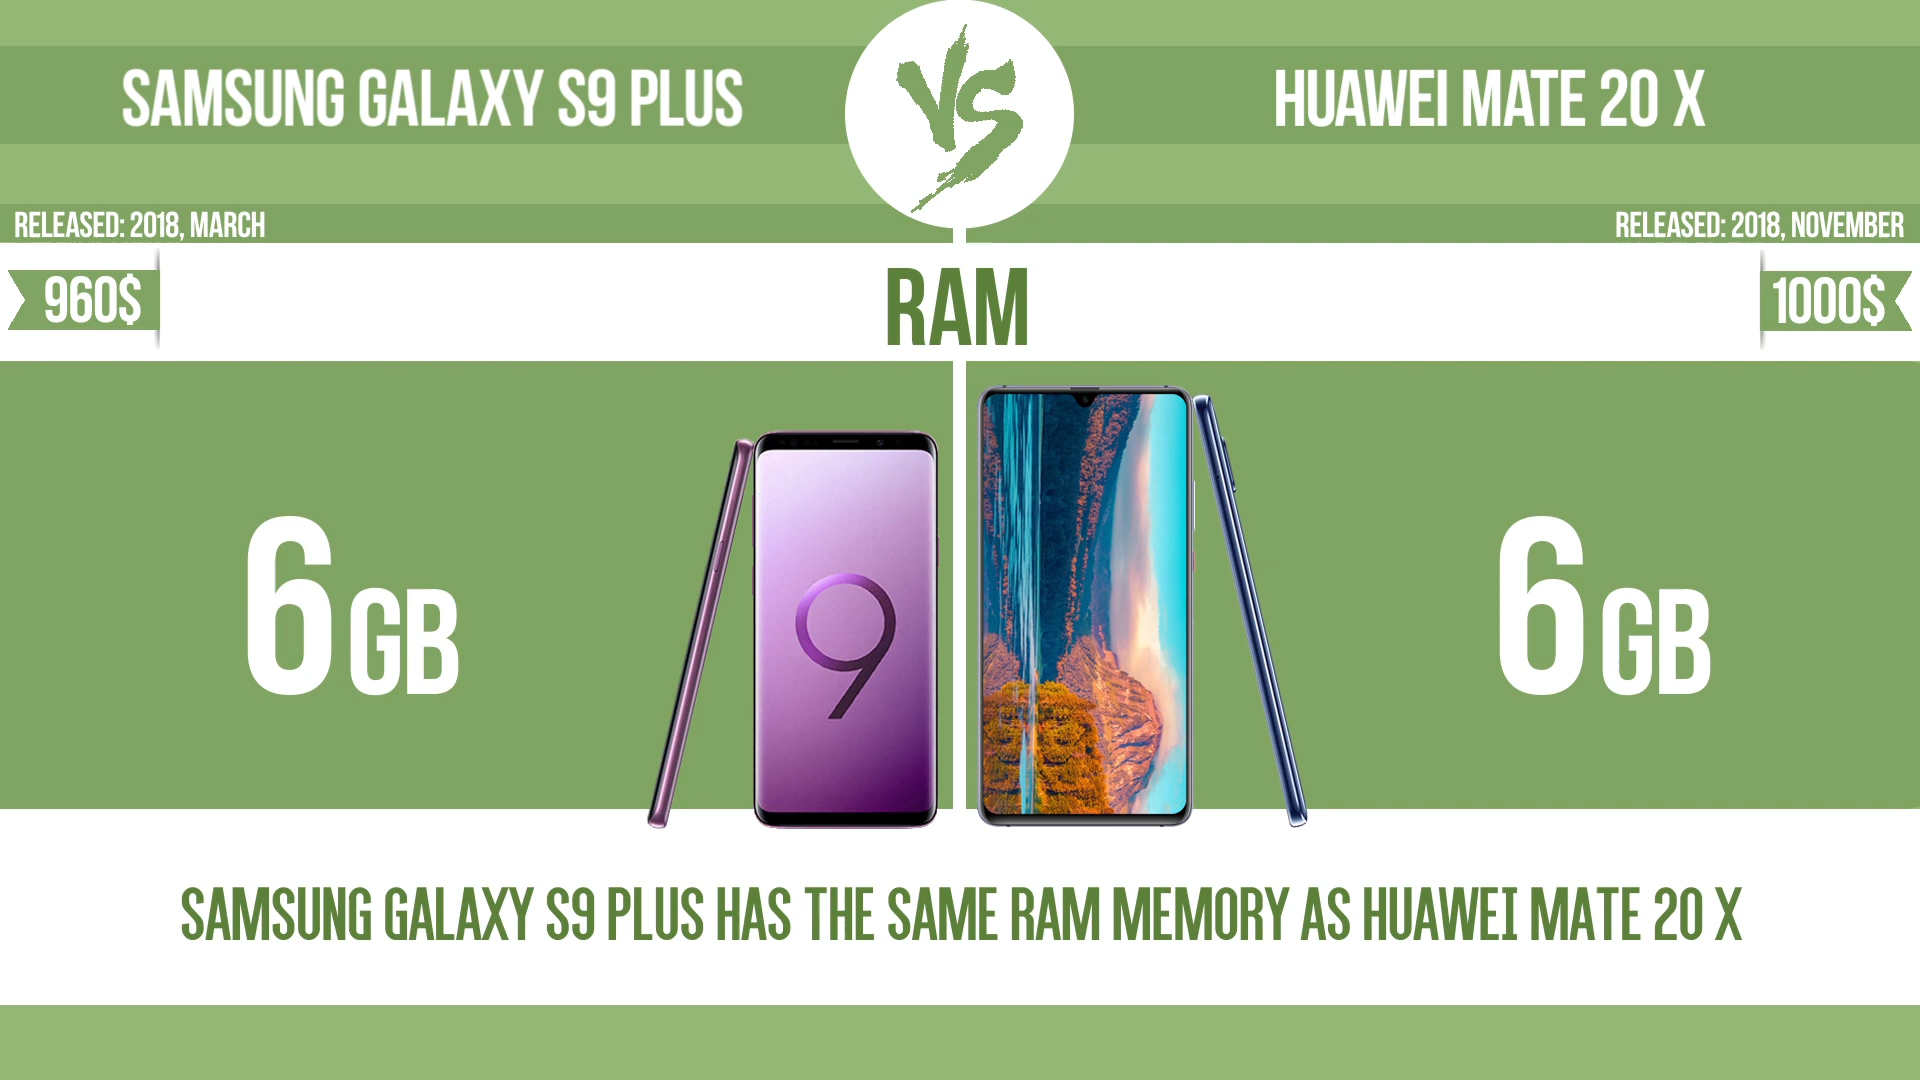 SAMSUNG GALAXY S9 PLUS
VS
HUAWEI MATE 20 X
RELEASED: 2018, MARCH
RELEASED: 2018, NOVEMBER
960$
RAM
1000$
6 GB
9
6 GB
SAMSUNG GALAXY S9 PLUS HAS THE SAME RAM MEMORY AS HUAWEI MATE 20 X